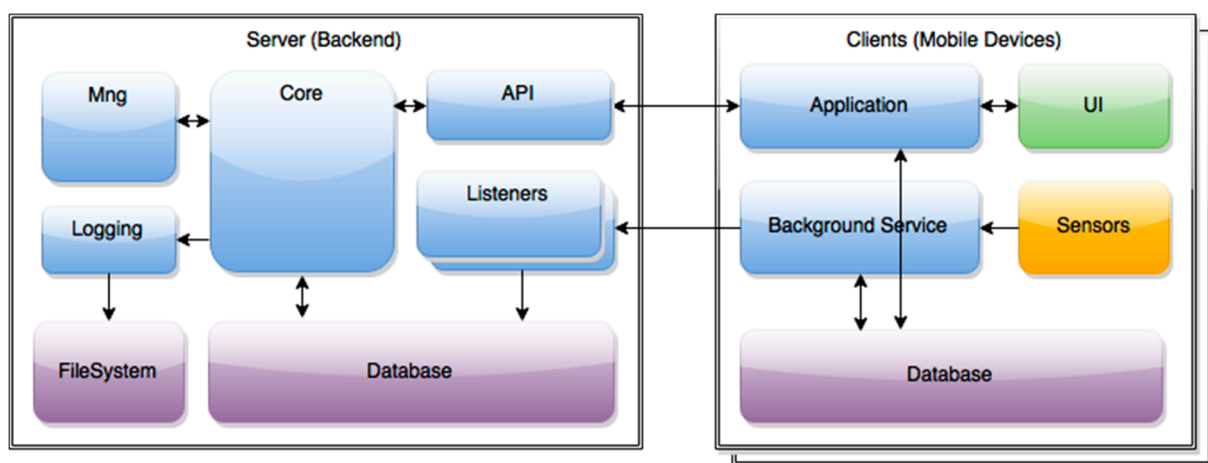 Server (Backend)
Mng
Core
API
Listeners
Logging
FileSystem
Database
Clients (Mobile Devices)
Application
UI
Background Service
Sensors
Database